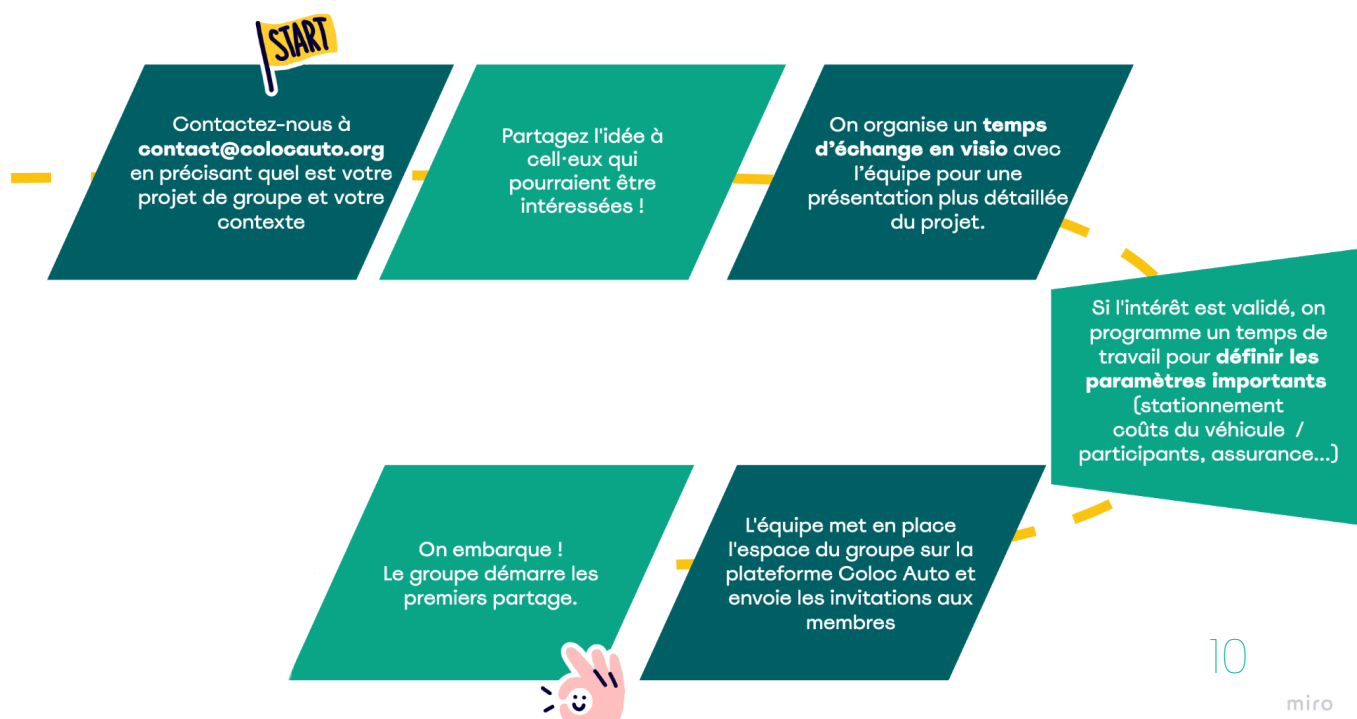 START
Contactez-nous à
contact@colocauto.org
en précisant quel est votre
projet de groupe et votre
contexte
Partagez l'idée à
cell·eux qui
pourraient être
intéressées !
On organise un temps
d'échange en visio avec
l'équipe pour une
présentation plus détaillée
du projet.
Si l'intérêt est validé, on
programme un temps de
travail pour définir les
paramètres importants
(stationnement
coûts du véhicule /
participants, assurance...)
L'équipe met en place
l'espace du groupe sur la
plateforme Coloc Auto et
envoie les invitations aux
membres
On embarque !
Le groupe démarre les
premiers partage.
10
miro